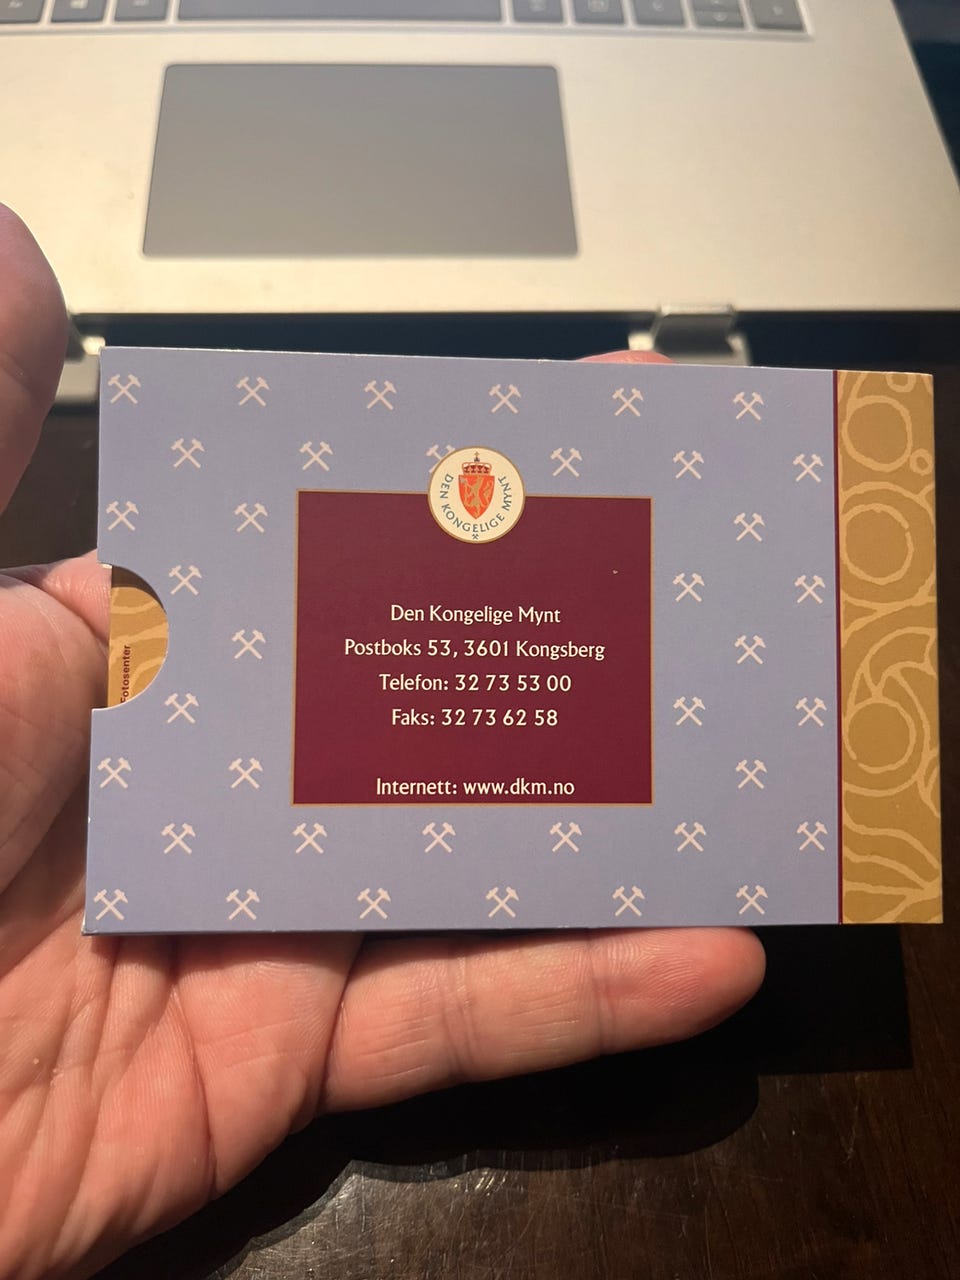 DEN KONGELIGE MYNT
Den Kongelige Mynt
Postboks 53, 3601 Kongsberg
Telefon: 32 73 53 00
Faks: 32 73 62 58
Internett: www.dkm.no
Fotosenter